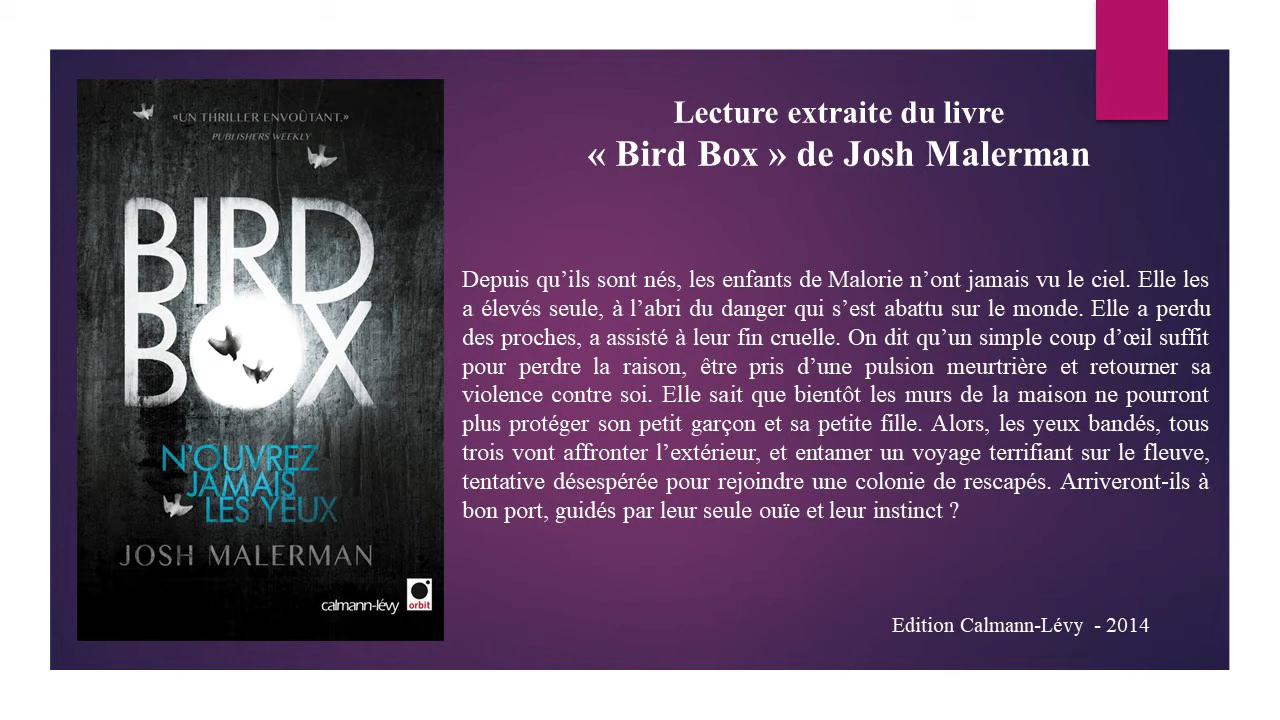 «UN THRILLER ENVOÛTANT.»
PUBLISHERS WEEKLY
BIRD
BOX
N'OUVREZ
JAMAIS
LES YEUX
JOSH MALERMAN
calmann-lévy
orbit
Lecture extraite du livre
« Bird Box » de Josh Malerman
Depuis qu’ils sont nés, les enfants de Malorie n’ont jamais vu le ciel. Elle les
a élevés seule, à l’abri du danger qui s’est abattu sur le monde. Elle a perdu
des proches, a assisté à leur fin cruelle. On dit qu’un simple coup d’œil suffit
pour perdre la raison, être pris d’une pulsion meurtrière et retourner sa
violence contre soi. Elle sait que bientôt les murs de la maison ne pourront
plus protéger son petit garçon et sa petite fille. Alors, les yeux bandés, tous
trois vont affronter l’extérieur, et entamer un voyage terrifiant sur le fleuve,
tentative désespérée pour rejoindre une colonie de rescapés. Arriveront-ils à
bon port, guidés par leur seule ouïe et leur instinct ?
Edition Calmann-Lévy - 2014